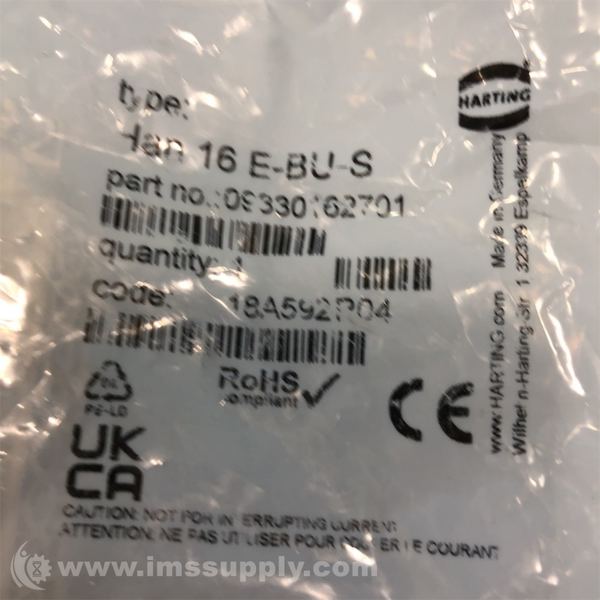 HARTING
type:
Han 16 E-BU-S
part no.:09330162701
quantity: 1
code: 18A592R04
RoHS
compliant
PE-LD
UK
CA
CE
CAUTION: NOT FOR INTERRUPTING CURRENT
ATTENTION: NE PAS UTILISER POUR COUPER LE COURANT
www.HARTING.com Made in Germany
Wilhelm-Harting-Str. 1 32339 Espelkamp
www.imssupply.com